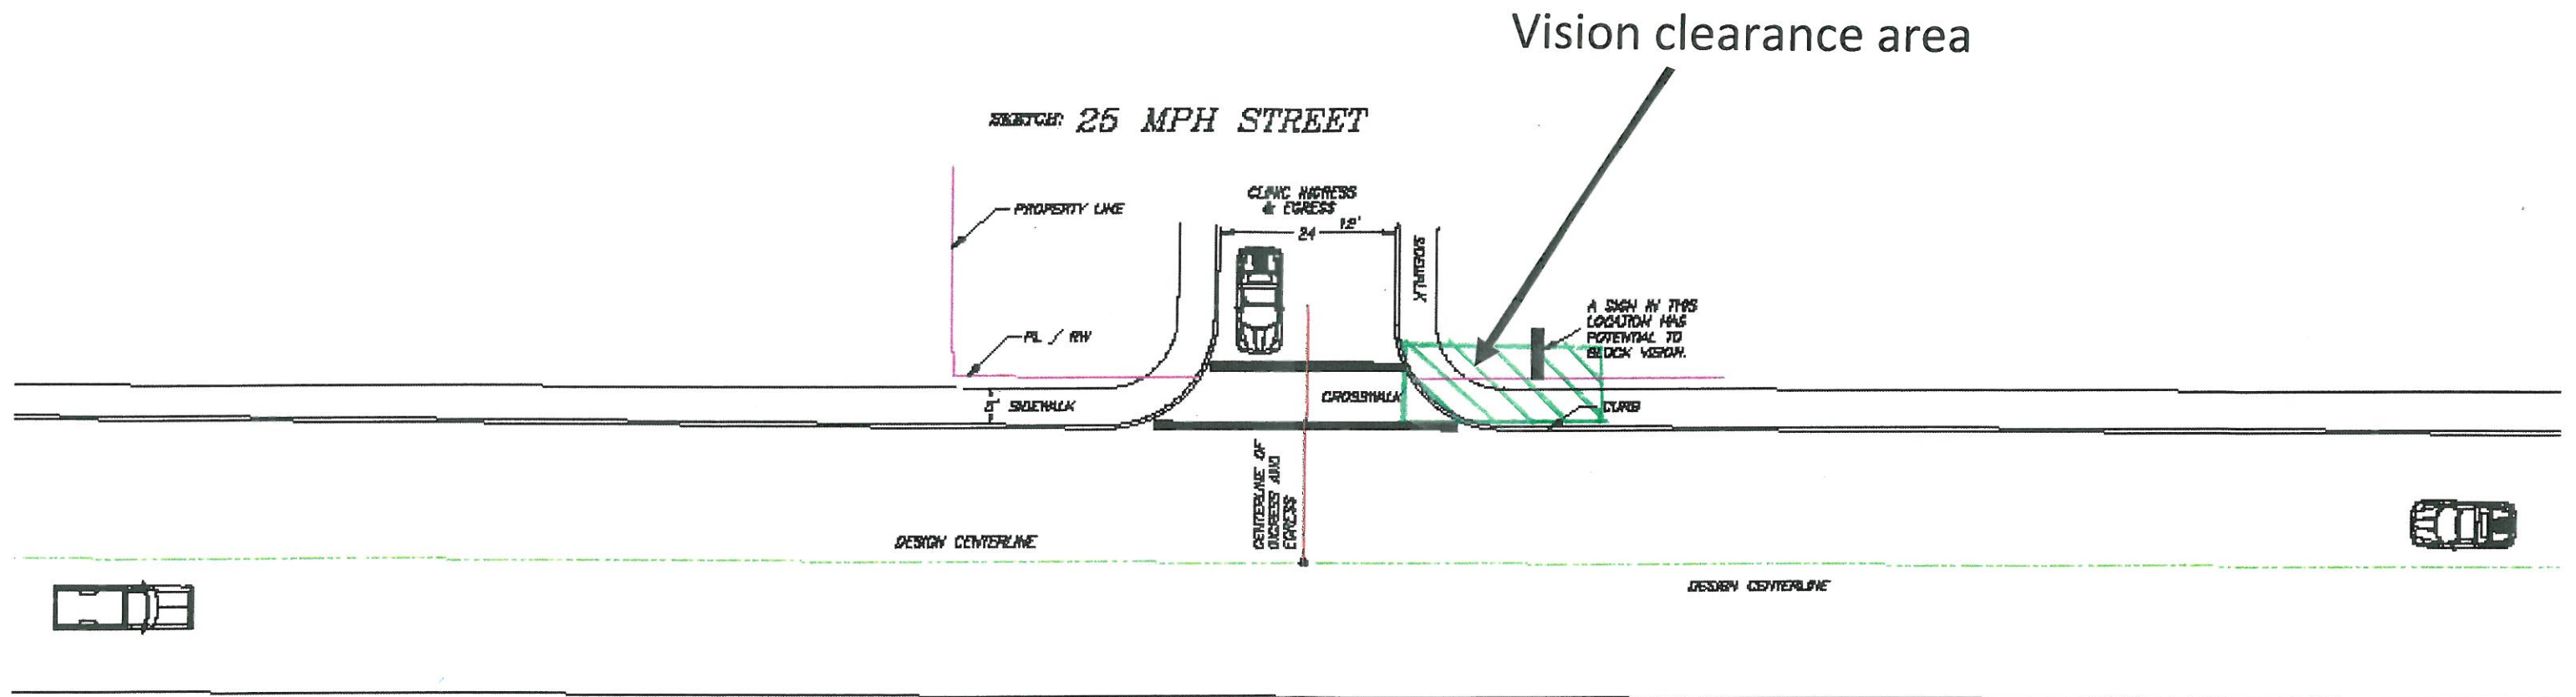 Vision clearance area
SKETCH: 25 MPH STREET
CLINIC INGRESS
& EGRESS
12'
24
PROPERTY LINE
SIDEWALK
A SIGN IN THIS
LOCATION HAS
POTENTIAL TO
BLOCK VISION.
PL / RW
SIDEWALK
CROSSWALK
CURB
CENTERLINE OF
INGRESS AND
EGRESS
DESIGN CENTERLINE
DESIGN CENTERLINE